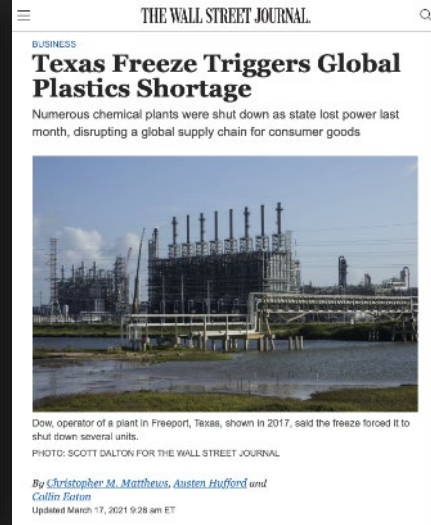 THE WALL STREET JOURNAL.
BUSINESS
Texas Freeze Triggers Global
Plastics Shortage
Numerous chemical plants were shut down as state lost power last
month, disrupting a global supply chain for consumer goods
Dow, operator of a plant in Freeport, Texas, shown in 2017, said the freeze forced it to
shut down several units.
PHOTO: SCOTT DALTON FOR THE WALL STREET JOURNAL
By Christopher M. Matthews, Austen Hufford and
Collin Eaton
Updated March 17, 2021 9:28 am ET